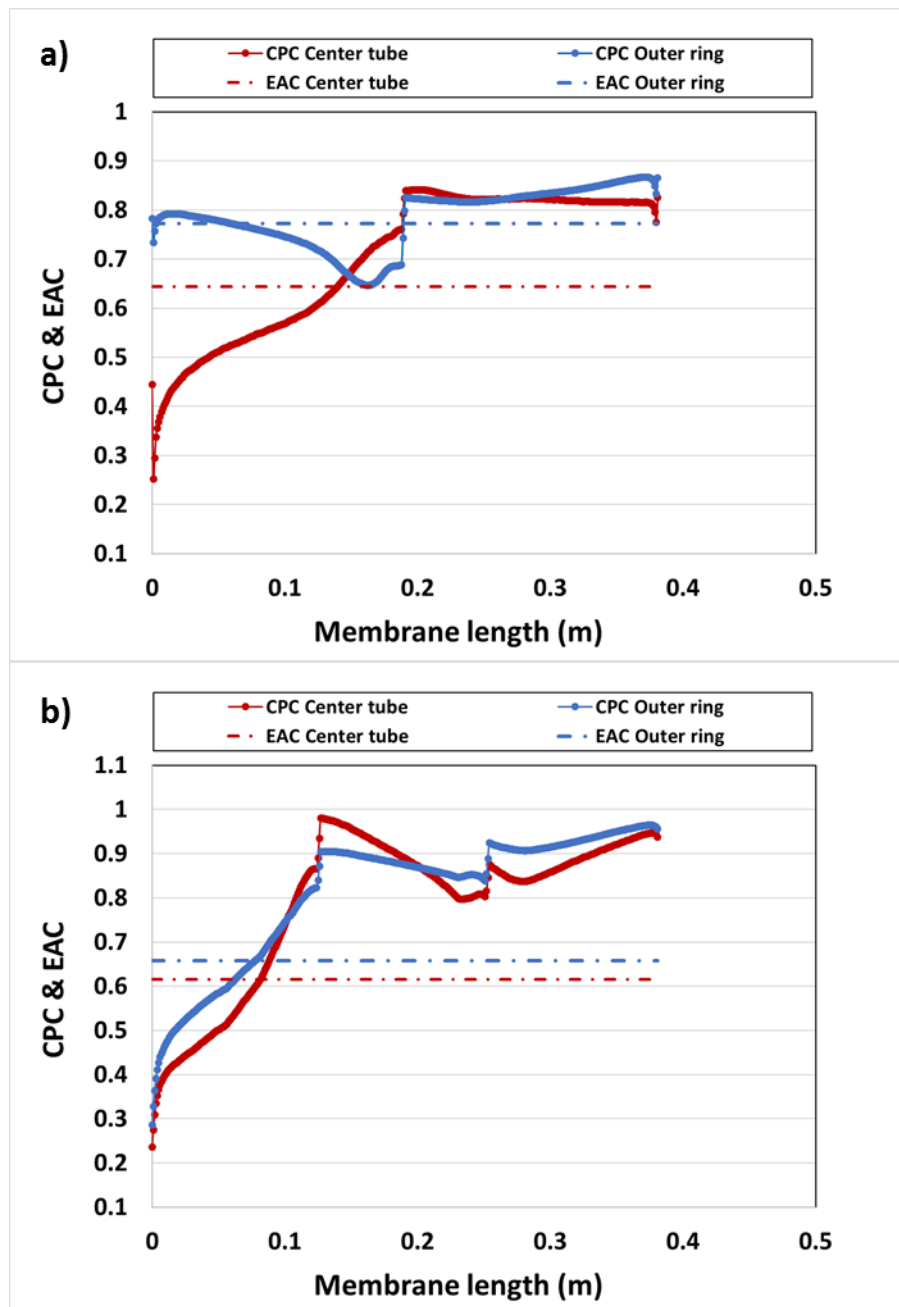 a)
CPC Center tube CPC Outer ring
EAC Center tube EAC Outer ring
1
0.9
0.8
0.7
0.6
0.5
0.4
0.3
0.2
0.1
CPC & EAC
0 0.1 0.2 0.3 0.4 0.5
Membrane length (m)
b)
CPC Center tube CPC Outer ring
EAC Center tube EAC Outer ring
1.1
1
0.9
0.8
0.7
0.6
0.5
0.4
0.3
0.2
0.1
CPC & EAC
0 0.1 0.2 0.3 0.4 0.5
Membrane length (m)